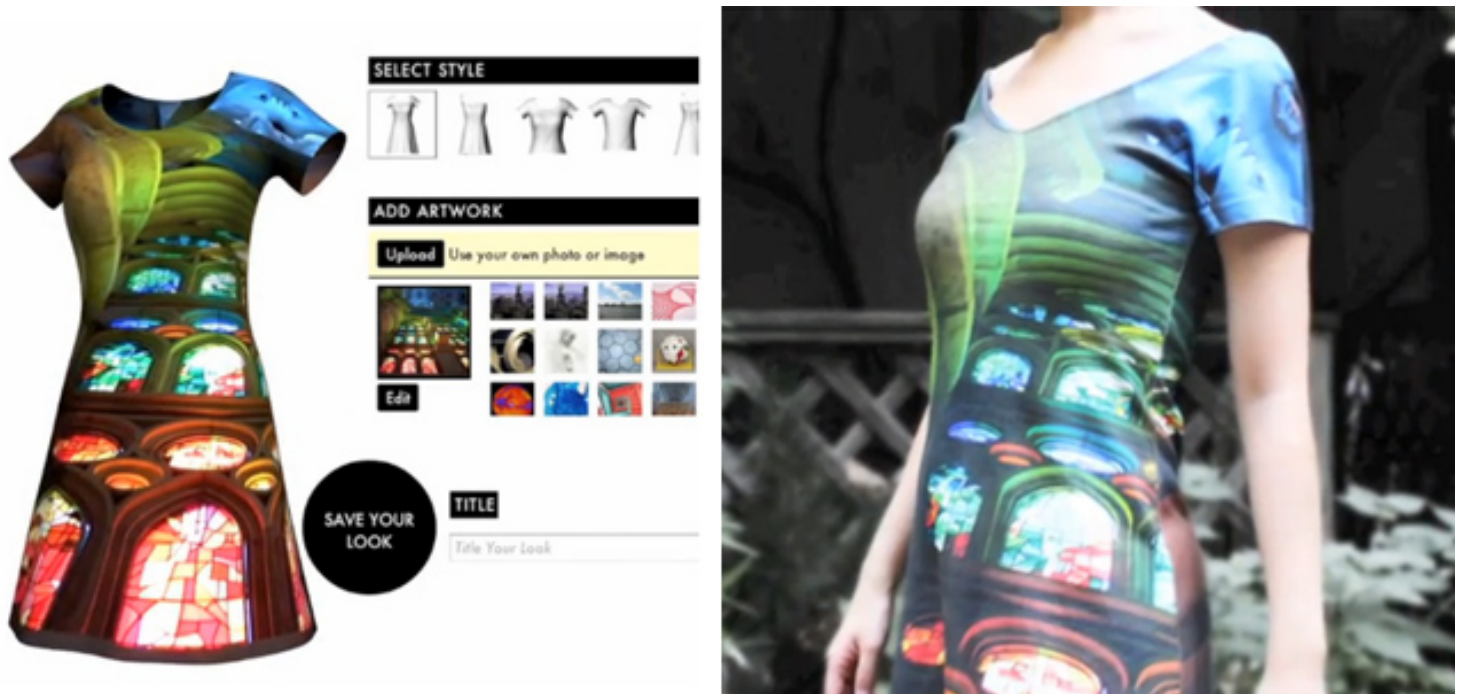 SELECT STYLE
ADD ARTWORK
Upload Use your own photo or image
Edit
SAVE YOUR
LOOK
TITLE
Title Your Look